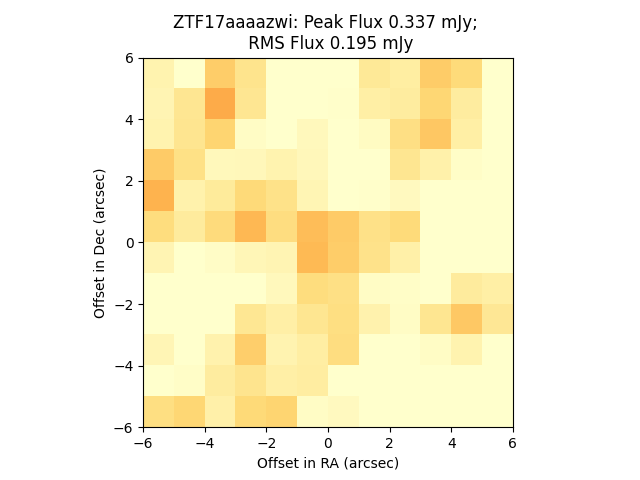 ZTF17aaaazwi: Peak Flux 0.337 mJy;
RMS Flux 0.195 mJy
6
4
2
0
−2
−4
−6
Offset in Dec (arcsec)
−6 −4 −2 0 2 4 6
Offset in RA (arcsec)